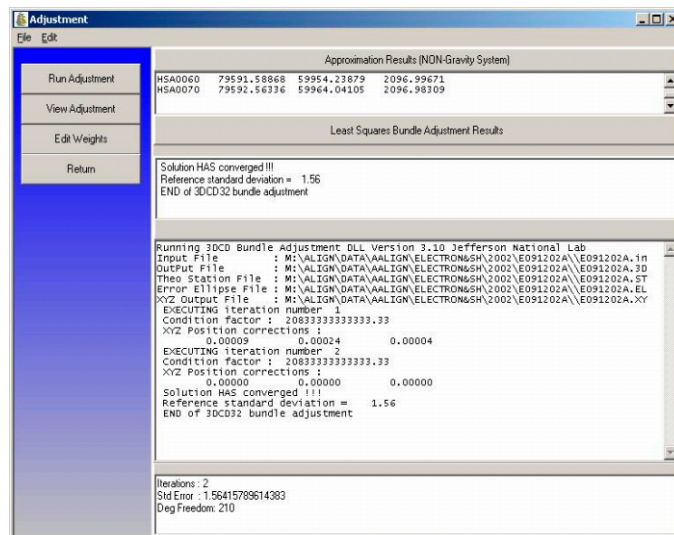 Adjustment
File Edit
Run Adjustment
View Adjustment
Edit Weights
Return
Approximation Results (NON-Gravity System)
HSA0060 79591.58868 59954.23879 2096.99671
HSA0070 79592.56336 59964.04105 2096.98309
Least Squares Bundle Adjustment Results
Solution HAS converged !!!
Reference standard deviation = 1.56
END of 3DCD32 bundle adjustment
Running 3DCD Bundle Adjustment DLL Version 3.10 Jefferson National Lab
Input File : M:\ALIGN\DATA\AALIGN\ELECTRON&SH\2002\E091202A\\E091202A.in
OutPut File : M:\ALIGN\DATA\AALIGN\ELECTRON&SH\2002\E091202A\\E091202A.3D
Theo Station File : M:\ALIGN\DATA\AALIGN\ELECTRON&SH\2002\E091202A\\E091202A.ST
Error Ellipse File : M:\ALIGN\DATA\AALIGN\ELECTRON&SH\2002\E091202A\\E091202A.EL
XYZ Output File : M:\ALIGN\DATA\AALIGN\ELECTRON&SH\2002\E091202A\\E091202A.XY
EXECUTING iteration number 1
Condition factor : 20833333333333.33
XYZ Position corrections :
0.00009 0.00024 0.00004
EXECUTING iteration number 2
Condition factor : 20833333333333.33
XYZ Position corrections :
0.00000 0.00000 0.00000
Solution HAS converged !!!
Reference standard deviation = 1.56
END of 3DCD32 bundle adjustment
Iterations : 2
Std Error : 1.56415789614383
Deg Freedom: 210